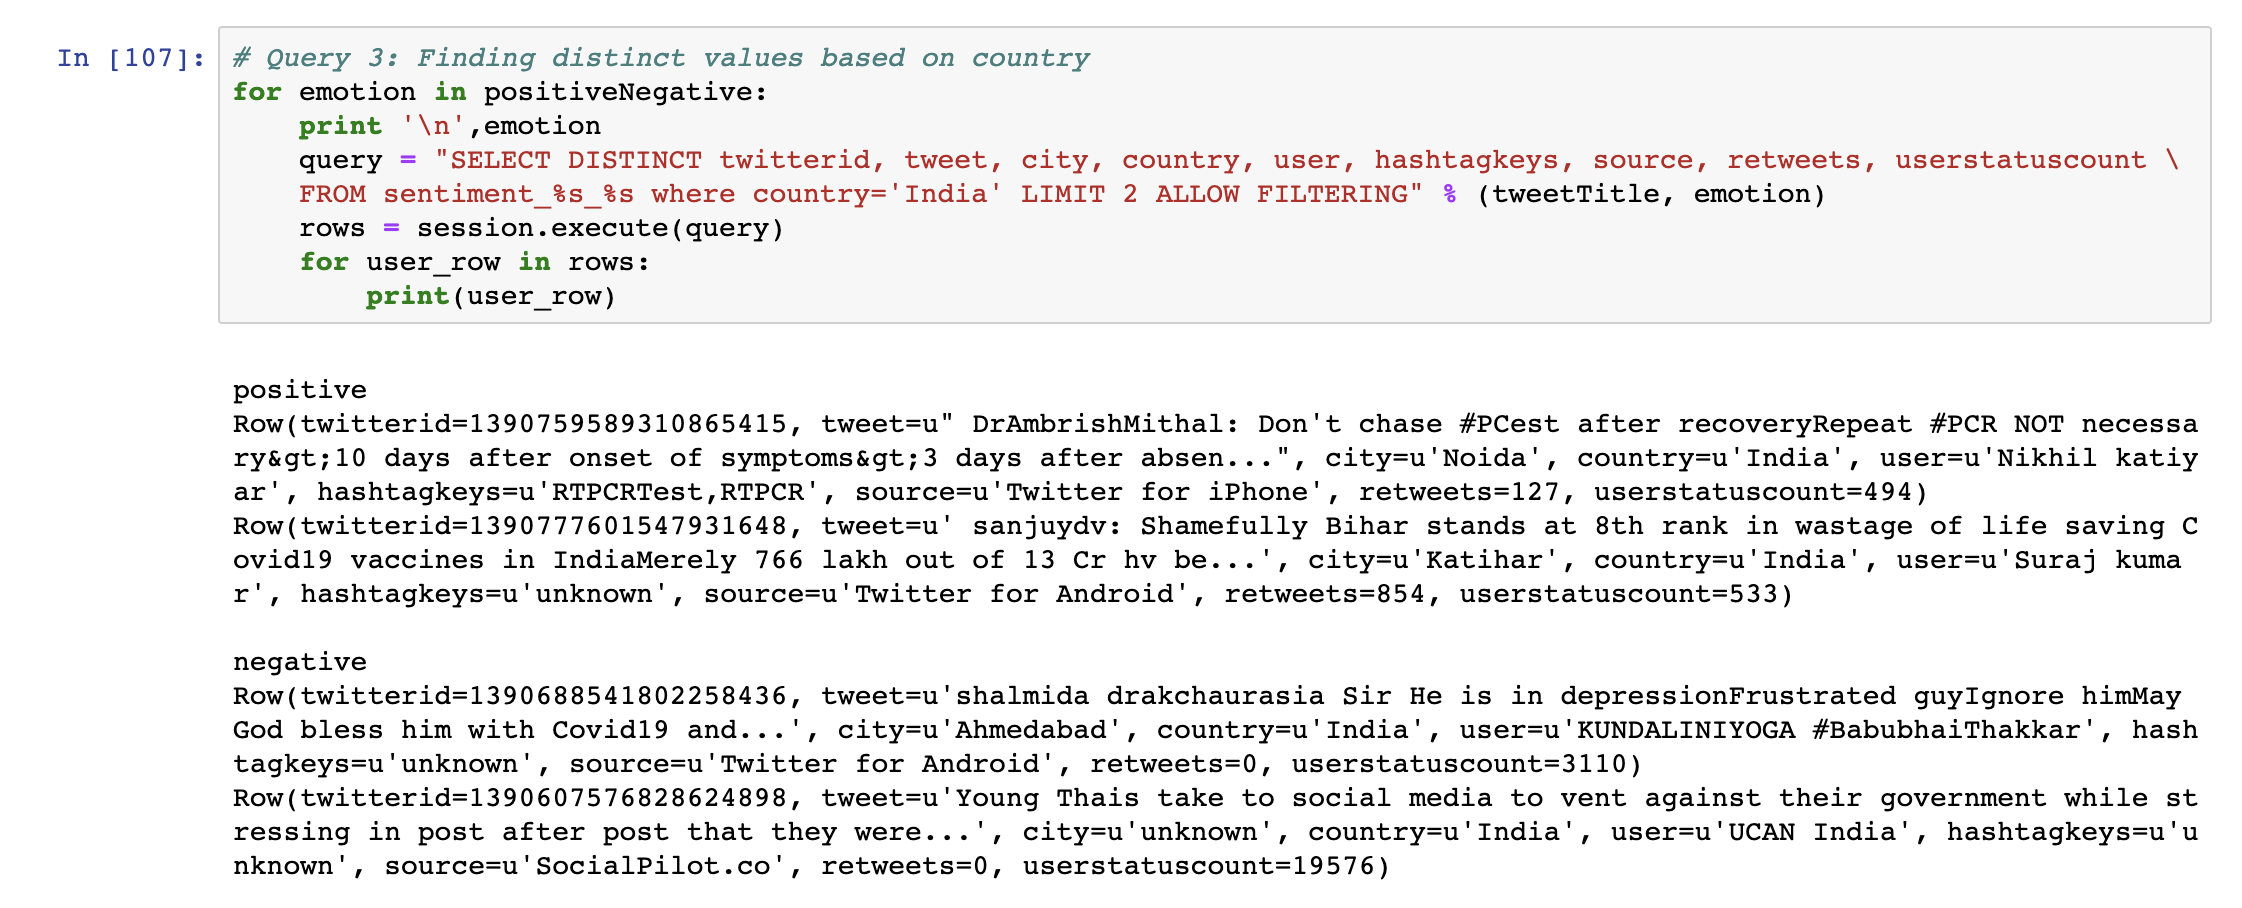 In [107]: # Query 3: Finding distinct values based on country
for emotion in positiveNegative:
    print '\n',emotion
    query = "SELECT DISTINCT twitterid, tweet, city, country, user, hashtagkeys, source, retweets, userstatuscount \
    FROM sentiment_%s_%s where country='India' LIMIT 2 ALLOW FILTERING" % (tweetTitle, emotion)
    rows = session.execute(query)
    for user_row in rows:
        print(user_row)
positive
Row(twitterid=1390759589310865415, tweet=u" DrAmbrishMithal: Don't chase #PCest after recoveryRepeat #PCR NOT necessa
ry&gt;10 days after onset of symptoms&gt;3 days after absen...", city=u'Noida', country=u'India', user=u'Nikhil katiy
ar', hashtagkeys=u'RTPCRTest,RTPCR', source=u'Twitter for iPhone', retweets=127, userstatuscount=494)
Row(twitterid=1390777601547931648, tweet=u' sanjuydv: Shamefully Bihar stands at 8th rank in wastage of life saving C
ovid19 vaccines in IndiaMerely 766 lakh out of 13 Cr hv be...', city=u'Katihar', country=u'India', user=u'Suraj kuma
r', hashtagkeys=u'unknown', source=u'Twitter for Android', retweets=854, userstatuscount=533)
negative
Row(twitterid=1390688541802258436, tweet=u'shalmida drakchaurasia Sir He is in depressionFrustrated guyIgnore himMay
God bless him with Covid19 and...', city=u'Ahmedabad', country=u'India', user=u'KUNDALINIYOGA #BabubhaiThakkar', hash
tagkeys=u'unknown', source=u'Twitter for Android', retweets=0, userstatuscount=3110)
Row(twitterid=1390607576828624898, tweet=u'Young Thais take to social media to vent against their government while st
ressing in post after post that they were...', city=u'unknown', country=u'India', user=u'UCAN India', hashtagkeys=u'u
nknown', source=u'SocialPilot.co', retweets=0, userstatuscount=19576)